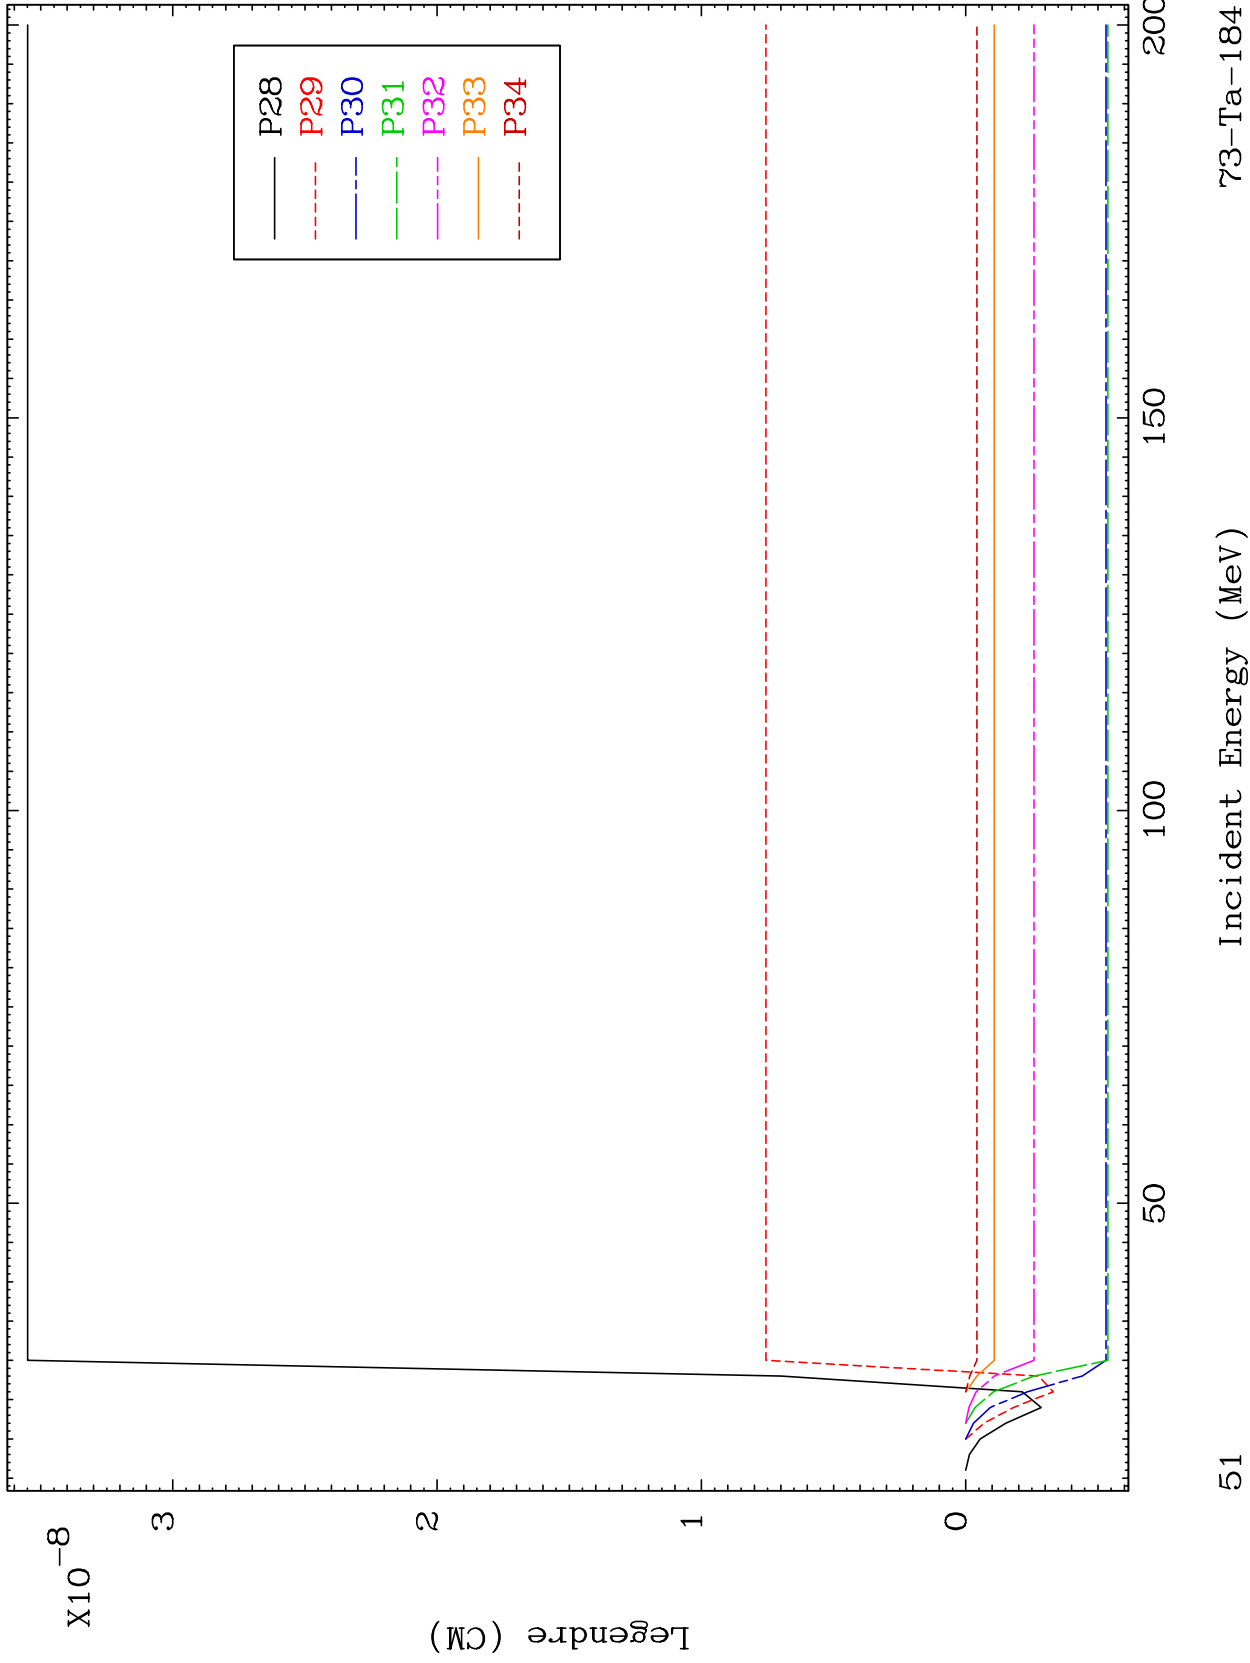 X10-8
3
2
1
0
Legendre (CM)
P28
P29
P30
P31
P32
P33
P34
50
100
150
200
51
Incident Energy (MeV)
73-Ta-184